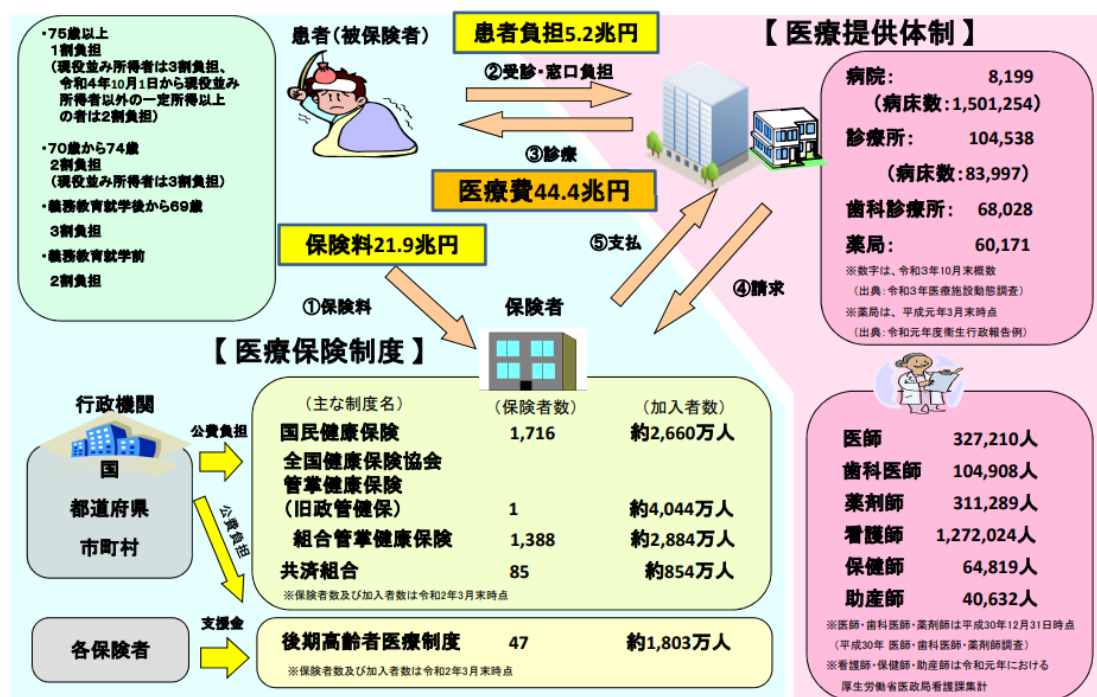 ・75歳以上
1割負担
（現役並み所得者は3割負担、
令和4年10月1日から現役並み
所得者以外の一定所得以上
の者は2割負担）
・70歳から74歳
2割負担
（現役並み所得者は3割負担）
・義務教育就学後から69歳
3割負担
・義務教育就学前
2割負担
患者（被保険者）
患者負担5.2兆円
②受診・窓口負担
③診療
医療費44.4兆円
保険料21.9兆円
①保険料
⑤支払
④請求
保険者
【 医療提供体制 】
病院： 8,199
（病床数：1,501,254）
診療所： 104,538
（病床数：83,997）
歯科診療所： 68,028
薬局： 60,171
※数字は、令和3年10月末概数
（出典：令和3年医療施設動態調査）
※薬局は、平成元年3月末時点
（出典：令和元年度衛生行政報告例）
【 医療保険制度 】
行政機関
国
都道府県
市町村
公費負担
公費負担
（主な制度名） （保険者数） （加入者数）
国民健康保険 1,716 約2,660万人
全国健康保険協会
管掌健康保険
（旧政管健保） 1 約4,044万人
組合管掌健康保険 1,388 約2,884万人
共済組合 85 約854万人
※保険者数及び加入者数は令和2年3月末時点
各保険者
支援金
後期高齢者医療制度 47 約1,803万人
※保険者数及び加入者数は令和2年3月末時点
医師 327,210人
歯科医師 104,908人
薬剤師 311,289人
看護師 1,272,024人
保健師 64,819人
助産師 40,632人
※医師・歯科医師・薬剤師は平成30年12月31日時点
（平成30年 医師・歯科医師・薬剤師調査）
※看護師・保健師・助産師は令和元年における
厚生労働省医政局看護課集計